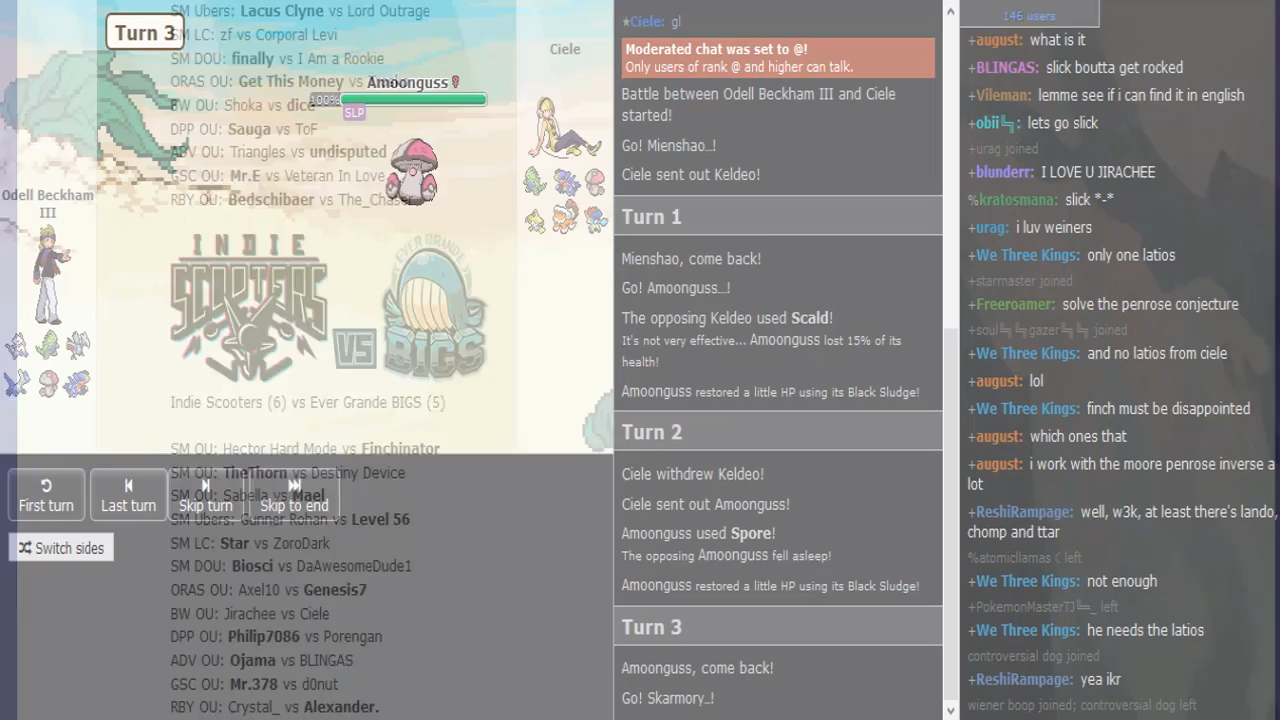 Turn 3
SM Ubers: Lacus Clyne vs Lord Outrage
SM LC: zf vs Corporal Levi
SM DOU: finally vs I Am a Rookie
ORAS OU: Get This Money vs
Amoonguss
100%
SLP
BW OU: Shoka vs dice
DPP OU: Sauga vs ToF
ADV OU: Triangles vs undisputed
GSC OU: Mr.E vs Veteran In Love
RBY OU: Bedschibaer vs The_Chaser
Ciele
Odell Beckham
III
INDIE
SCOOTERS
VS
EVER GRANDE
BIGS
Indie Scooters (6) vs Ever Grande BIGS (5)
SM OU: Hector Hard Mode vs Finchinator
SM OU: TheThorn vs Destiny Device
SM OU: Sabella vs Mael
SM Ubers: Gunner Rohan vs Level 56
SM LC: Star vs ZoroDark
SM DOU: Biosci vs DaAwesomeDude1
ORAS OU: Axel10 vs Genesis7
BW OU: Jirachee vs Ciele
DPP OU: Philip7086 vs Porengan
ADV OU: Ojama vs BLINGAS
GSC OU: Mr.378 vs d0nut
RBY OU: Crystal_ vs Alexander.
First turn
Last turn
Skip turn
Skip to end
Switch sides
★Ciele: gl
Moderated chat was set to @!
Only users of rank @ and higher can talk.
Battle between Odell Beckham III and Ciele
started!
Go! Mienshao..!
Ciele sent out Keldeo!
Turn 1
Mienshao, come back!
Go! Amoonguss...!
The opposing Keldeo used Scald!
It's not very effective... Amoonguss lost 15% of its
health!
Amoonguss restored a little HP using its Black Sludge!
Turn 2
Ciele withdrew Keldeo!
Ciele sent out Amoonguss!
Amoonguss used Spore!
The opposing Amoonguss fell asleep!
Amoonguss restored a little HP using its Black Sludge!
Turn 3
Amoonguss, come back!
Go! Skarmory..!
146 users
+august: what is it
+BLINGAS: slick boutta get rocked
+Vileman: lemme see if i can find it in english
+obii╚╗: lets go slick
+urag joined
+blunderr: I LOVE U JIRACHEE
%kratosmana: slick *-*
+urag: i luv weiners
+We Three Kings: only one latios
+starmaster joined
+Freeroamer: solve the penrose conjecture
+soul╚╗gazer╚╗ joined
+We Three Kings: and no latios from ciele
+august: lol
+We Three Kings: finch must be disappointed
+august: which ones that
+august: i work with the moore penrose inverse a
lot
+ReshiRampage: well, w3k, at least there's lando,
chomp and ttar
%atomicllamas ( left
+We Three Kings: not enough
+PokemonMasterTJ╚═_ left
+We Three Kings: he needs the latios
controversial dog joined
+ReshiRampage: yea ikr
wiener boop joined; controversial dog left